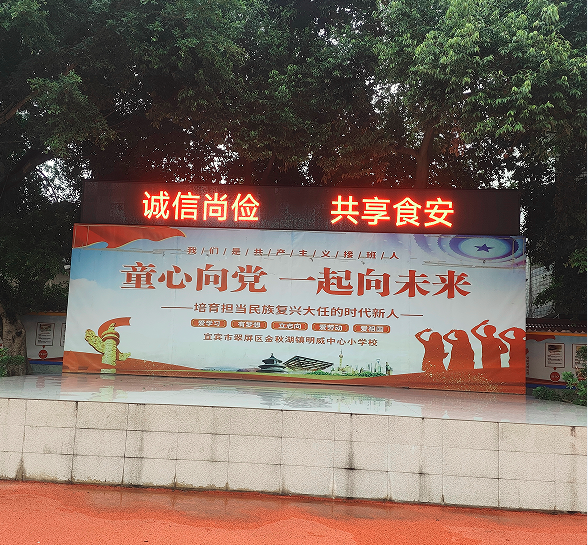 诚信尚俭 共享食安
我/们/是/共/产/主/义/接/班/人
童心向党 一起向未来
——培育担当民族复兴大任的时代新人——
爱学习 有梦想 立志向 爱劳动 爱祖国
宜宾市翠屏区金秋湖镇明威中心小学校